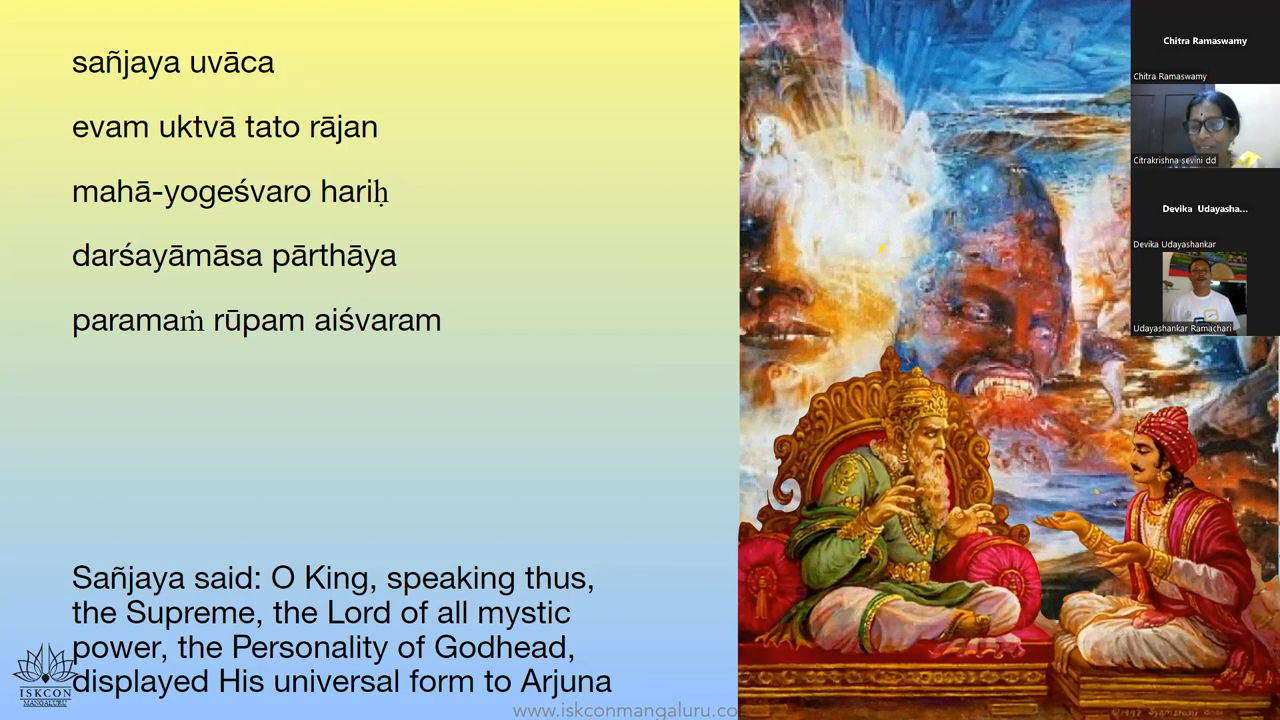 sañjaya uvāca
evam uktvā tato rājan
mahā-yogeśvaro hariḥ
darśayāmāsa pārthāya
paramaṁ rūpam aiśvaram
Sañjaya said: O King, speaking thus,
the Supreme, the Lord of all mystic
power, the Personality of Godhead,
displayed His universal form to Arjuna
ISKCON
MANGALURU
www.iskconmangaluru.co
Chitra Ramaswamy
Chitra Ramaswamy
Citrakrishna sevini dd
Devika Udayasha...
Devika Udayashankar
Udayashankar Ramachari